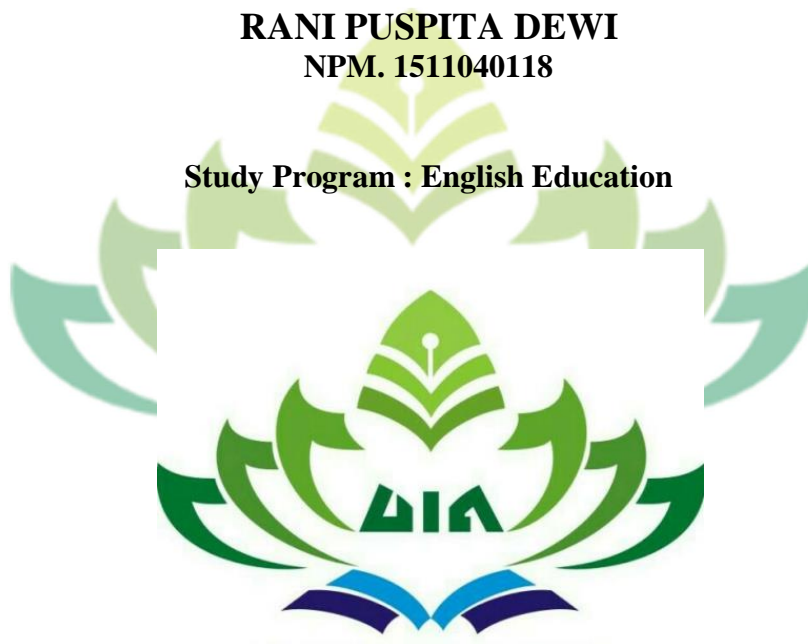 RANI PUSPITA DEWI
NPM. 1511040118
Study Program : English Education
UIN